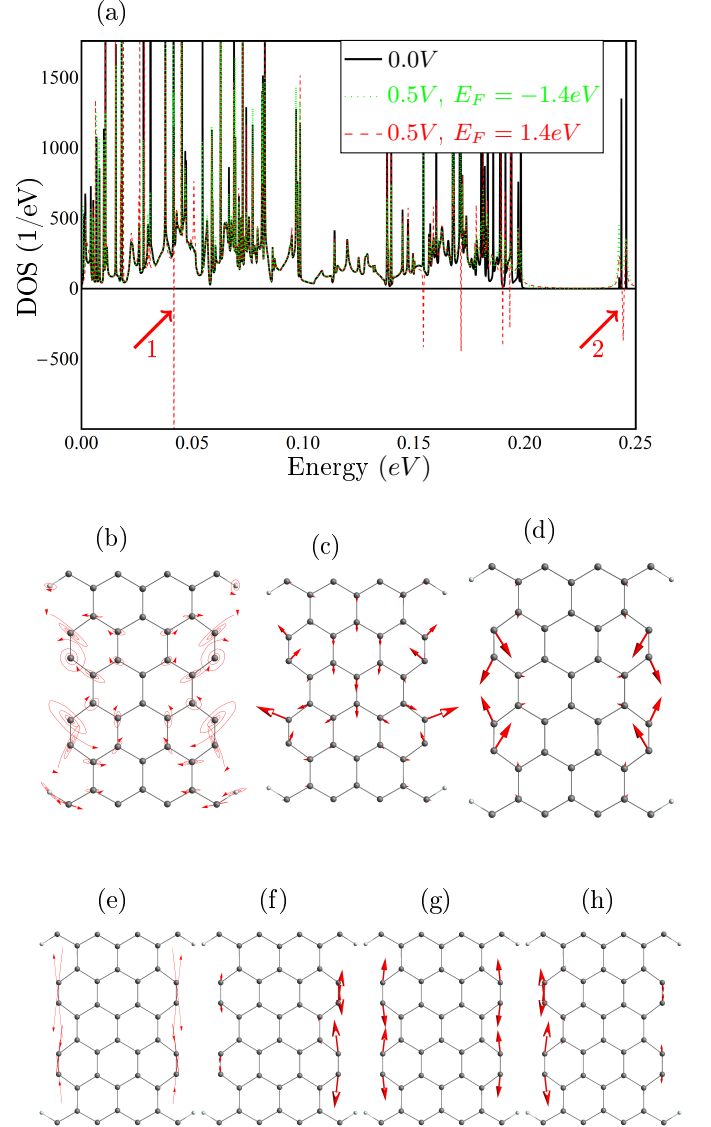 (a)
1500
1000
500
0
−500
DOS (1/eV)
0.0V
0.5V, E_F = −1.4eV
0.5V, E_F = 1.4eV
1
2
0.00 0.05 0.10 0.15 0.20 0.25
Energy (eV)
(b) (c) (d)
(e) (f) (g) (h)